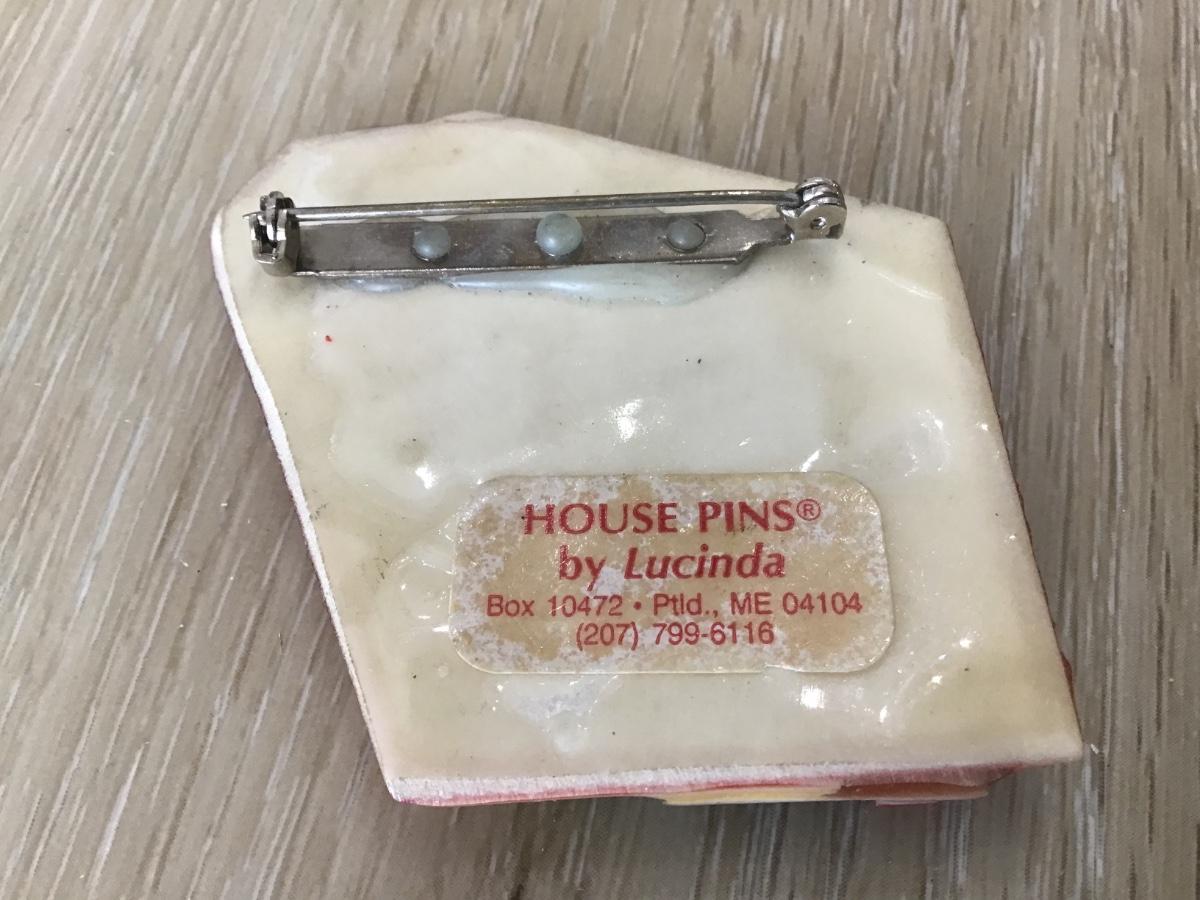 HOUSE PINS®
by Lucinda
Box 10472 • Ptld., ME 04104
(207) 799-6116